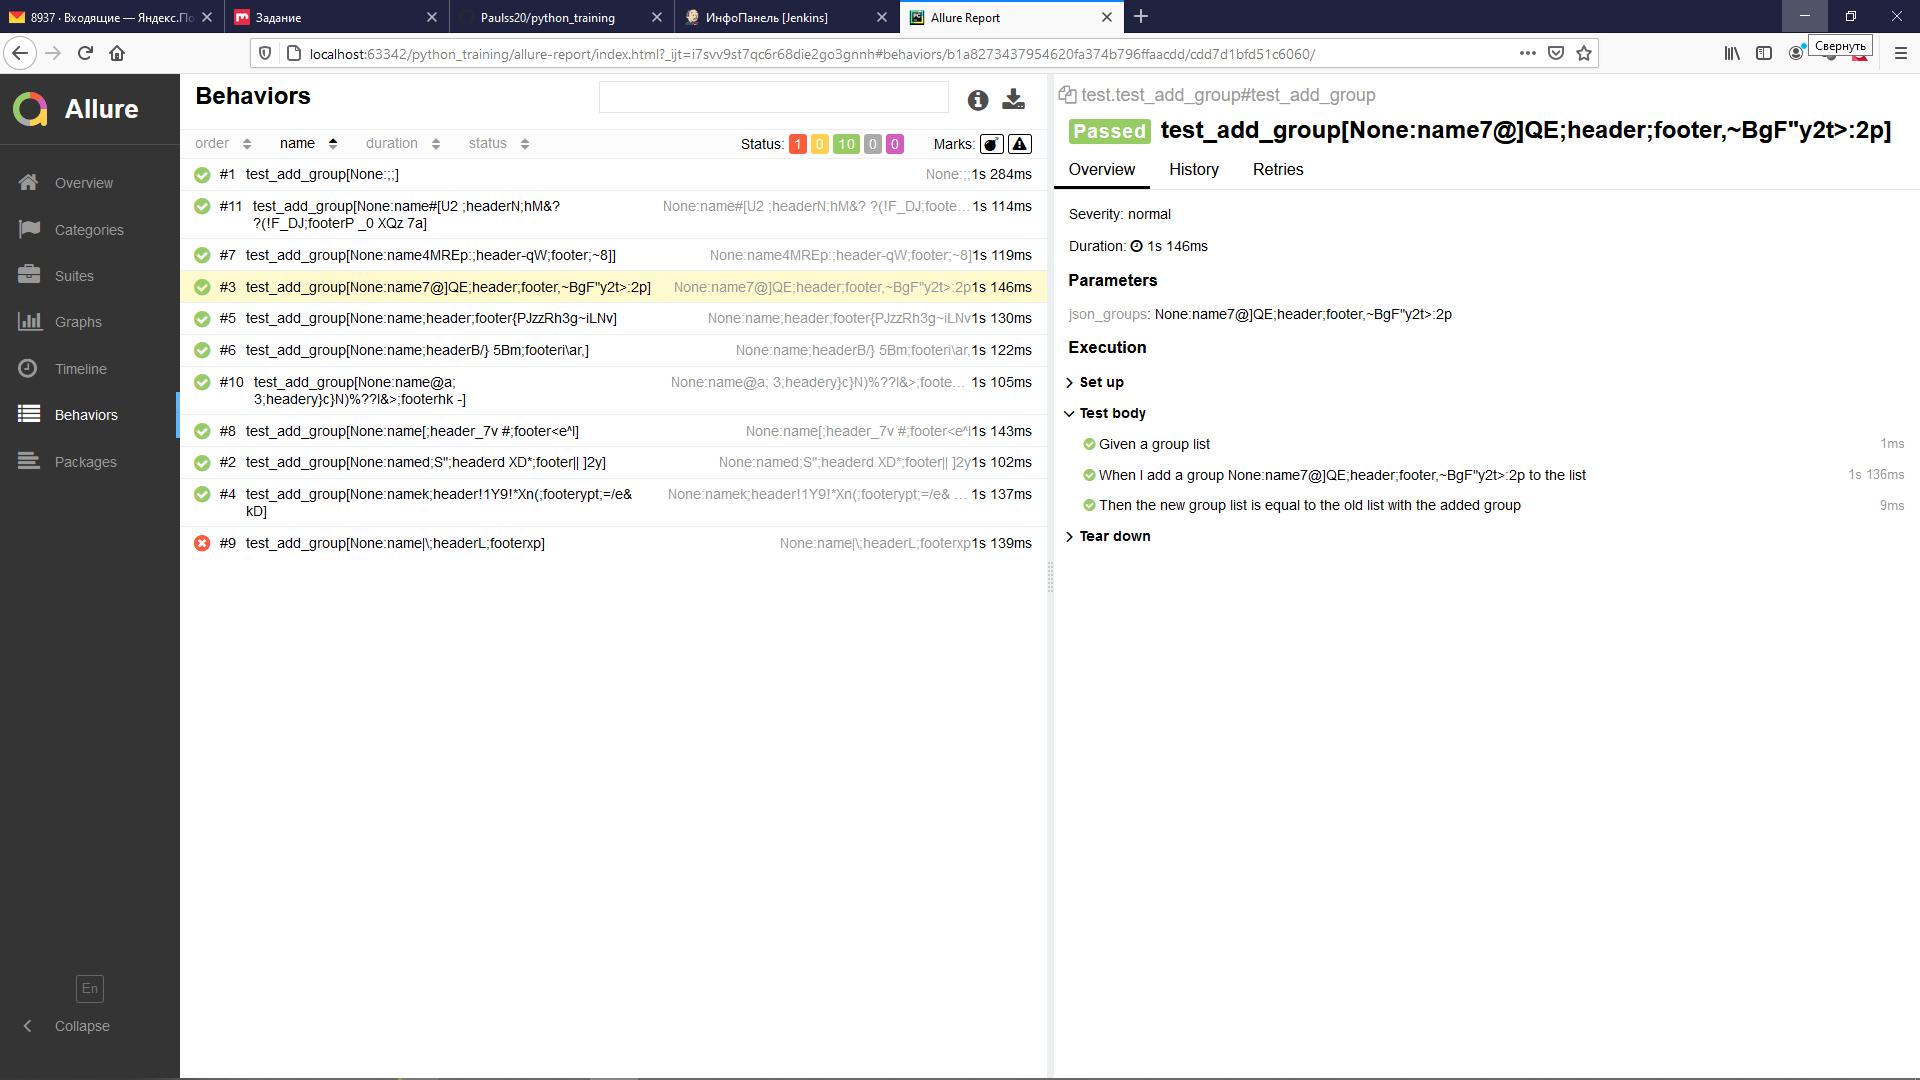 8937 · Входящие — Яндекс.По
Задание
Paulss20/python_training
ИнфоПанель [Jenkins]
Allure Report
localhost:63342/python_training/allure-report/index.html?_ijt=i7svv9st7qc6r68die2go3gnnh#behaviors/b1a8273437954620fa374b796ffaacdd/cdd7d1bfd51c6060/
Свернуть
Allure
Overview
Categories
Suites
Graphs
Timeline
Behaviors
Packages
En
Collapse
Behaviors
order name duration status Status: 1 0 10 0 0 Marks:
#1 test_add_group[None:;;] None:;;1s 284ms
#11 test_add_group[None:name#[U2 ;headerN;hM&? None:name#[U2 ;headerN;hM&? ?(!F_DJ;foote… 1s 114ms
?(!F_DJ;footerP _0 XQz 7a]
#7 test_add_group[None:name4MREp:;header-qW;footer;~8]] None:name4MREp:;header-qW;footer;~8]1s 119ms
#3 test_add_group[None:name7@]QE;header;footer,~BgF"y2t>:2p] None:name7@]QE;header;footer,~BgF"y2t>:2p1s 146ms
#5 test_add_group[None:name;header;footer{PJzzRh3g~iLNv] None:name;header;footer{PJzzRh3g~iLNv1s 130ms
#6 test_add_group[None:name;headerB/} 5Bm;footeri\ar,] None:name;headerB/} 5Bm;footeri\ar,1s 122ms
#10 test_add_group[None:name@a; None:name@a; 3;headery}c}N)%??l&>;foote… 1s 105ms
3;headery}c}N)%??l&>;footerhk -]
#8 test_add_group[None:name[;header_7v #;footer<e^l] None:name[;header_7v #;footer<e^l1s 143ms
#2 test_add_group[None:named;S";headerd XD*;footer|| ]2y] None:named;S";headerd XD*;footer|| ]2y1s 102ms
#4 test_add_group[None:namek;header!1Y9!*Xn(;footerypt;=/e& None:namek;header!1Y9!*Xn(;footerypt;=/e& … 1s 137ms
kD]
#9 test_add_group[None:name|\;headerL;footerxp] None:name|\;headerL;footerxp1s 139ms
test.test_add_group#test_add_group
Passed test_add_group[None:name7@]QE;header;footer,~BgF"y2t>:2p]
Overview History Retries
Severity: normal
Duration: 1s 146ms
Parameters
json_groups: None:name7@]QE;header;footer,~BgF"y2t>:2p
Execution
Set up
Test body
Given a group list 1ms
When I add a group None:name7@]QE;header;footer,~BgF"y2t>:2p to the list 1s 136ms
Then the new group list is equal to the old list with the added group 9ms
Tear down